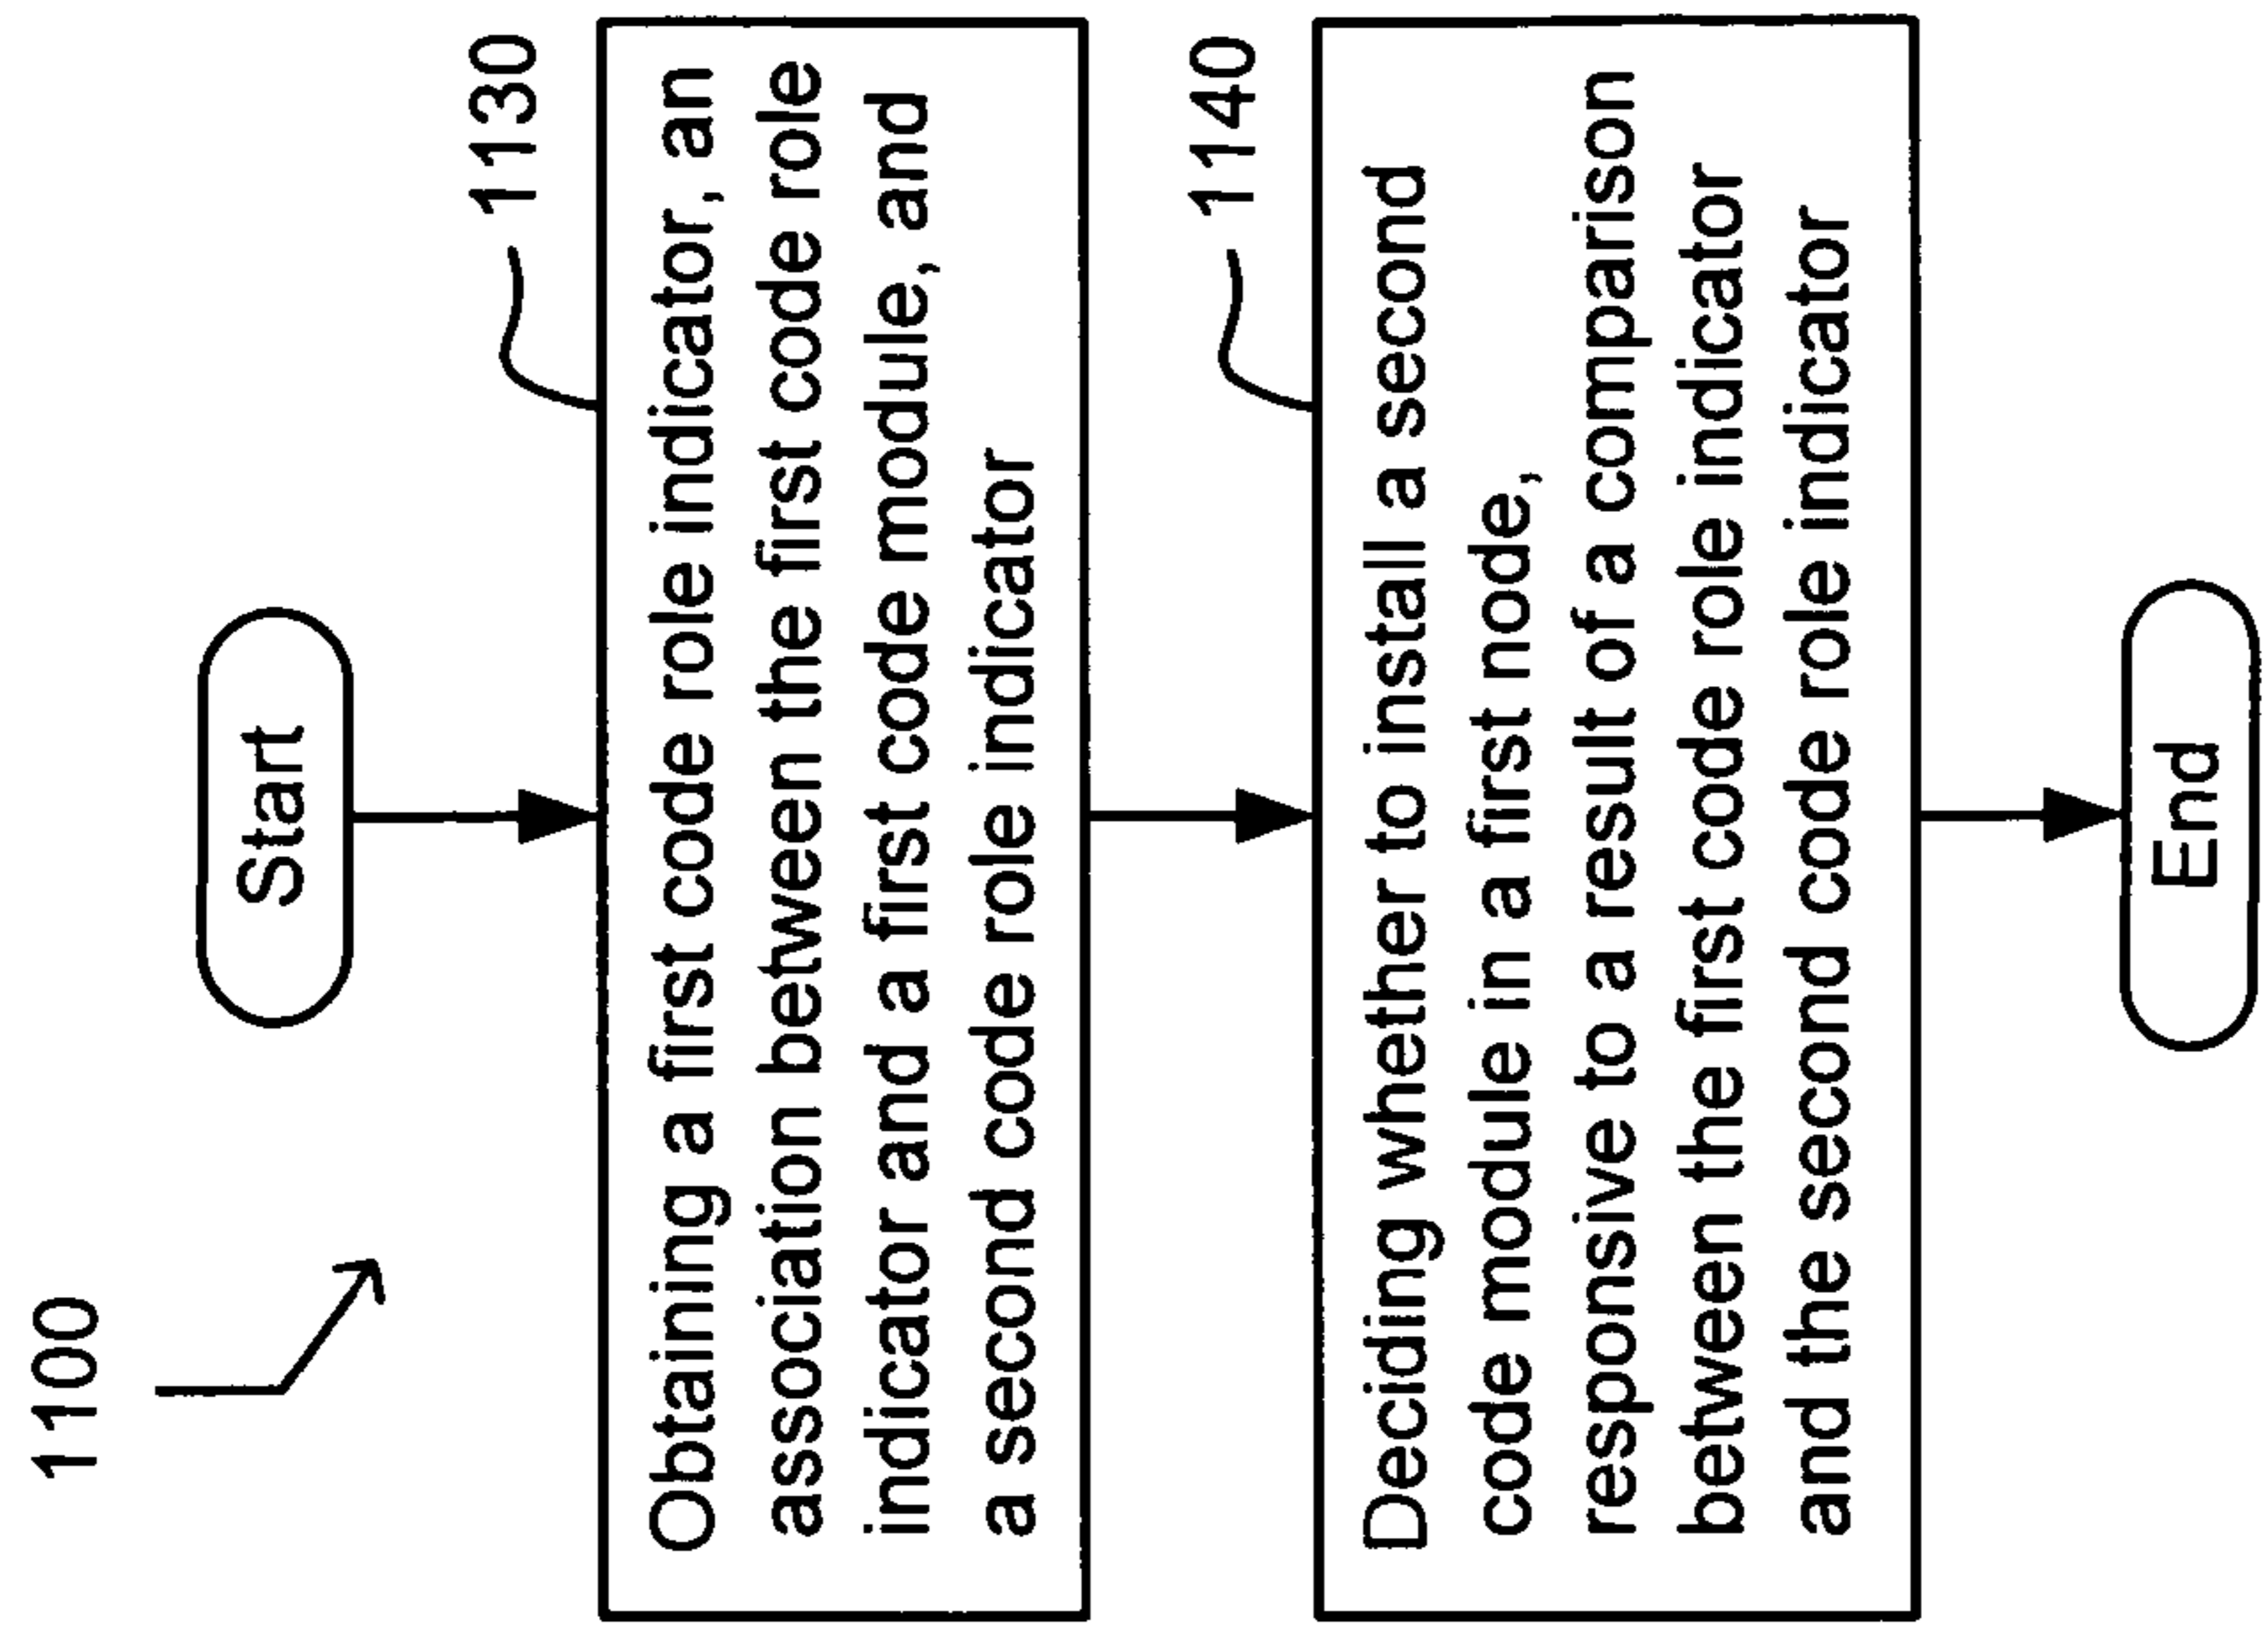 1100
Start
1130
Obtaining a first code role indicator, an
association between the first code role
indicator and a first code module, and
a second code role indicator
1140
Deciding whether to install a second
code module in a first node,
responsive to a result of a comparison
between the first code role indicator
and the second code role indicator
End